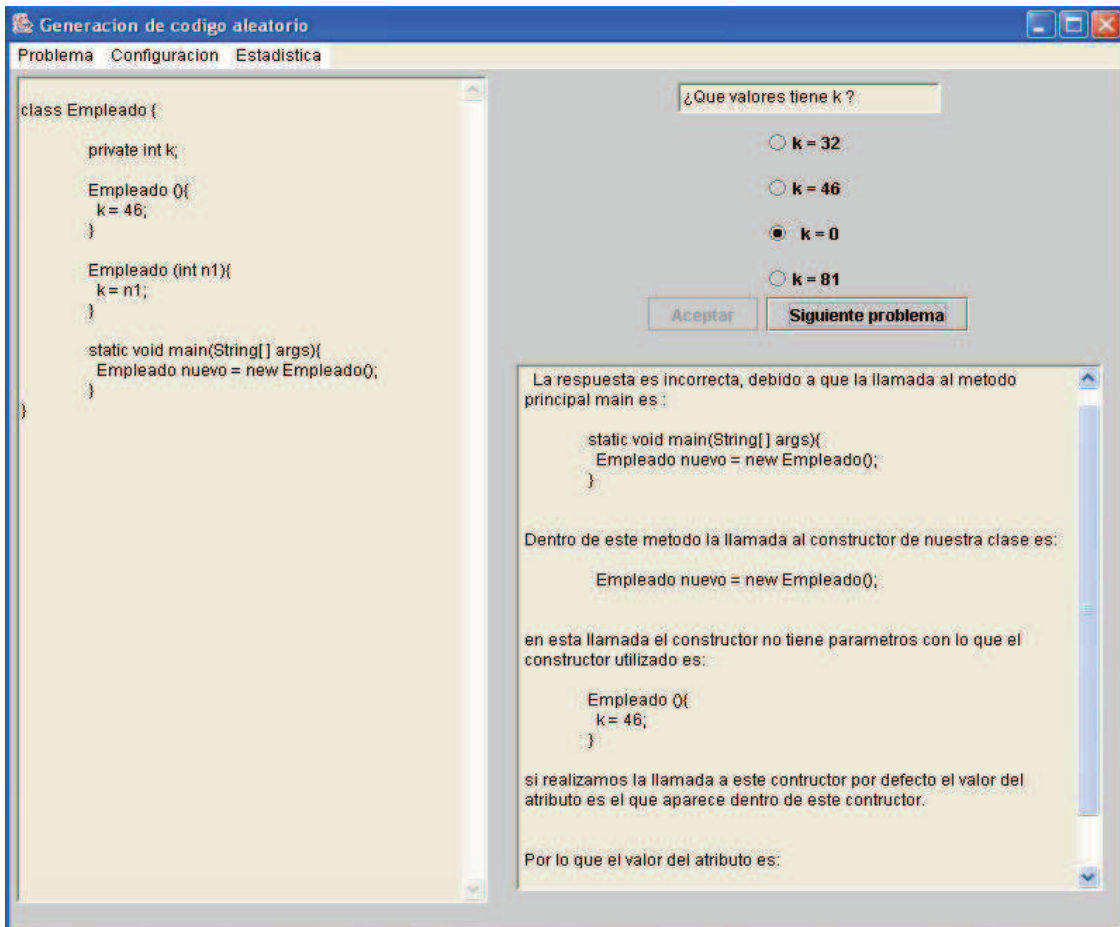 Generacion de codigo aleatorio
Problema Configuracion Estadistica
class Empleado {
private int k;
Empleado (){
k = 46;
}
Empleado (int n1){
k = n1;
}
static void main(String[ ] args){
Empleado nuevo = new Empleado();
}
}
¿Que valores tiene k ?
k = 32
k = 46
k = 0
k = 81
Aceptar Siguiente problema
La respuesta es incorrecta, debido a que la llamada al metodo
principal main es :
static void main(String[ ] args){
Empleado nuevo = new Empleado();
}
Dentro de este metodo la llamada al constructor de nuestra clase es:
Empleado nuevo = new Empleado();
en esta llamada el constructor no tiene parametros con lo que el
constructor utilizado es:
Empleado (){
k = 46;
}
si realizamos la llamada a este contructor por defecto el valor del
atributo es el que aparece dentro de este contructor.
Por lo que el valor del atributo es: